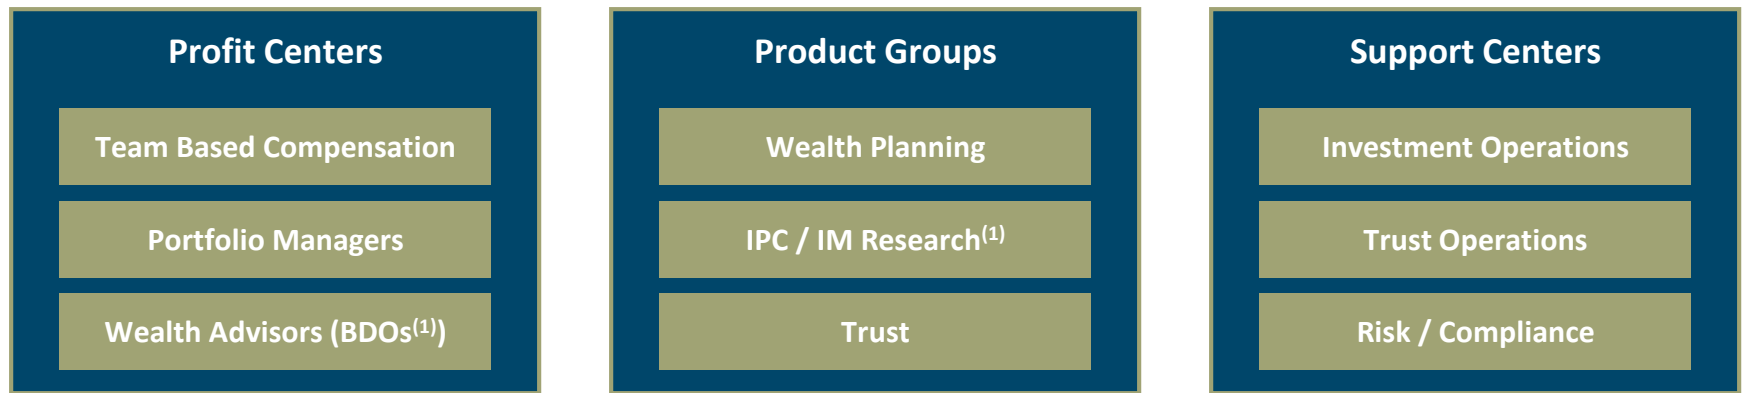 Profit Centers
Team Based Compensation
Portfolio Managers
Wealth Advisors (BDOs(1))
Product Groups
Wealth Planning
IPC / IM Research(1)
Trust
Support Centers
Investment Operations
Trust Operations
Risk / Compliance